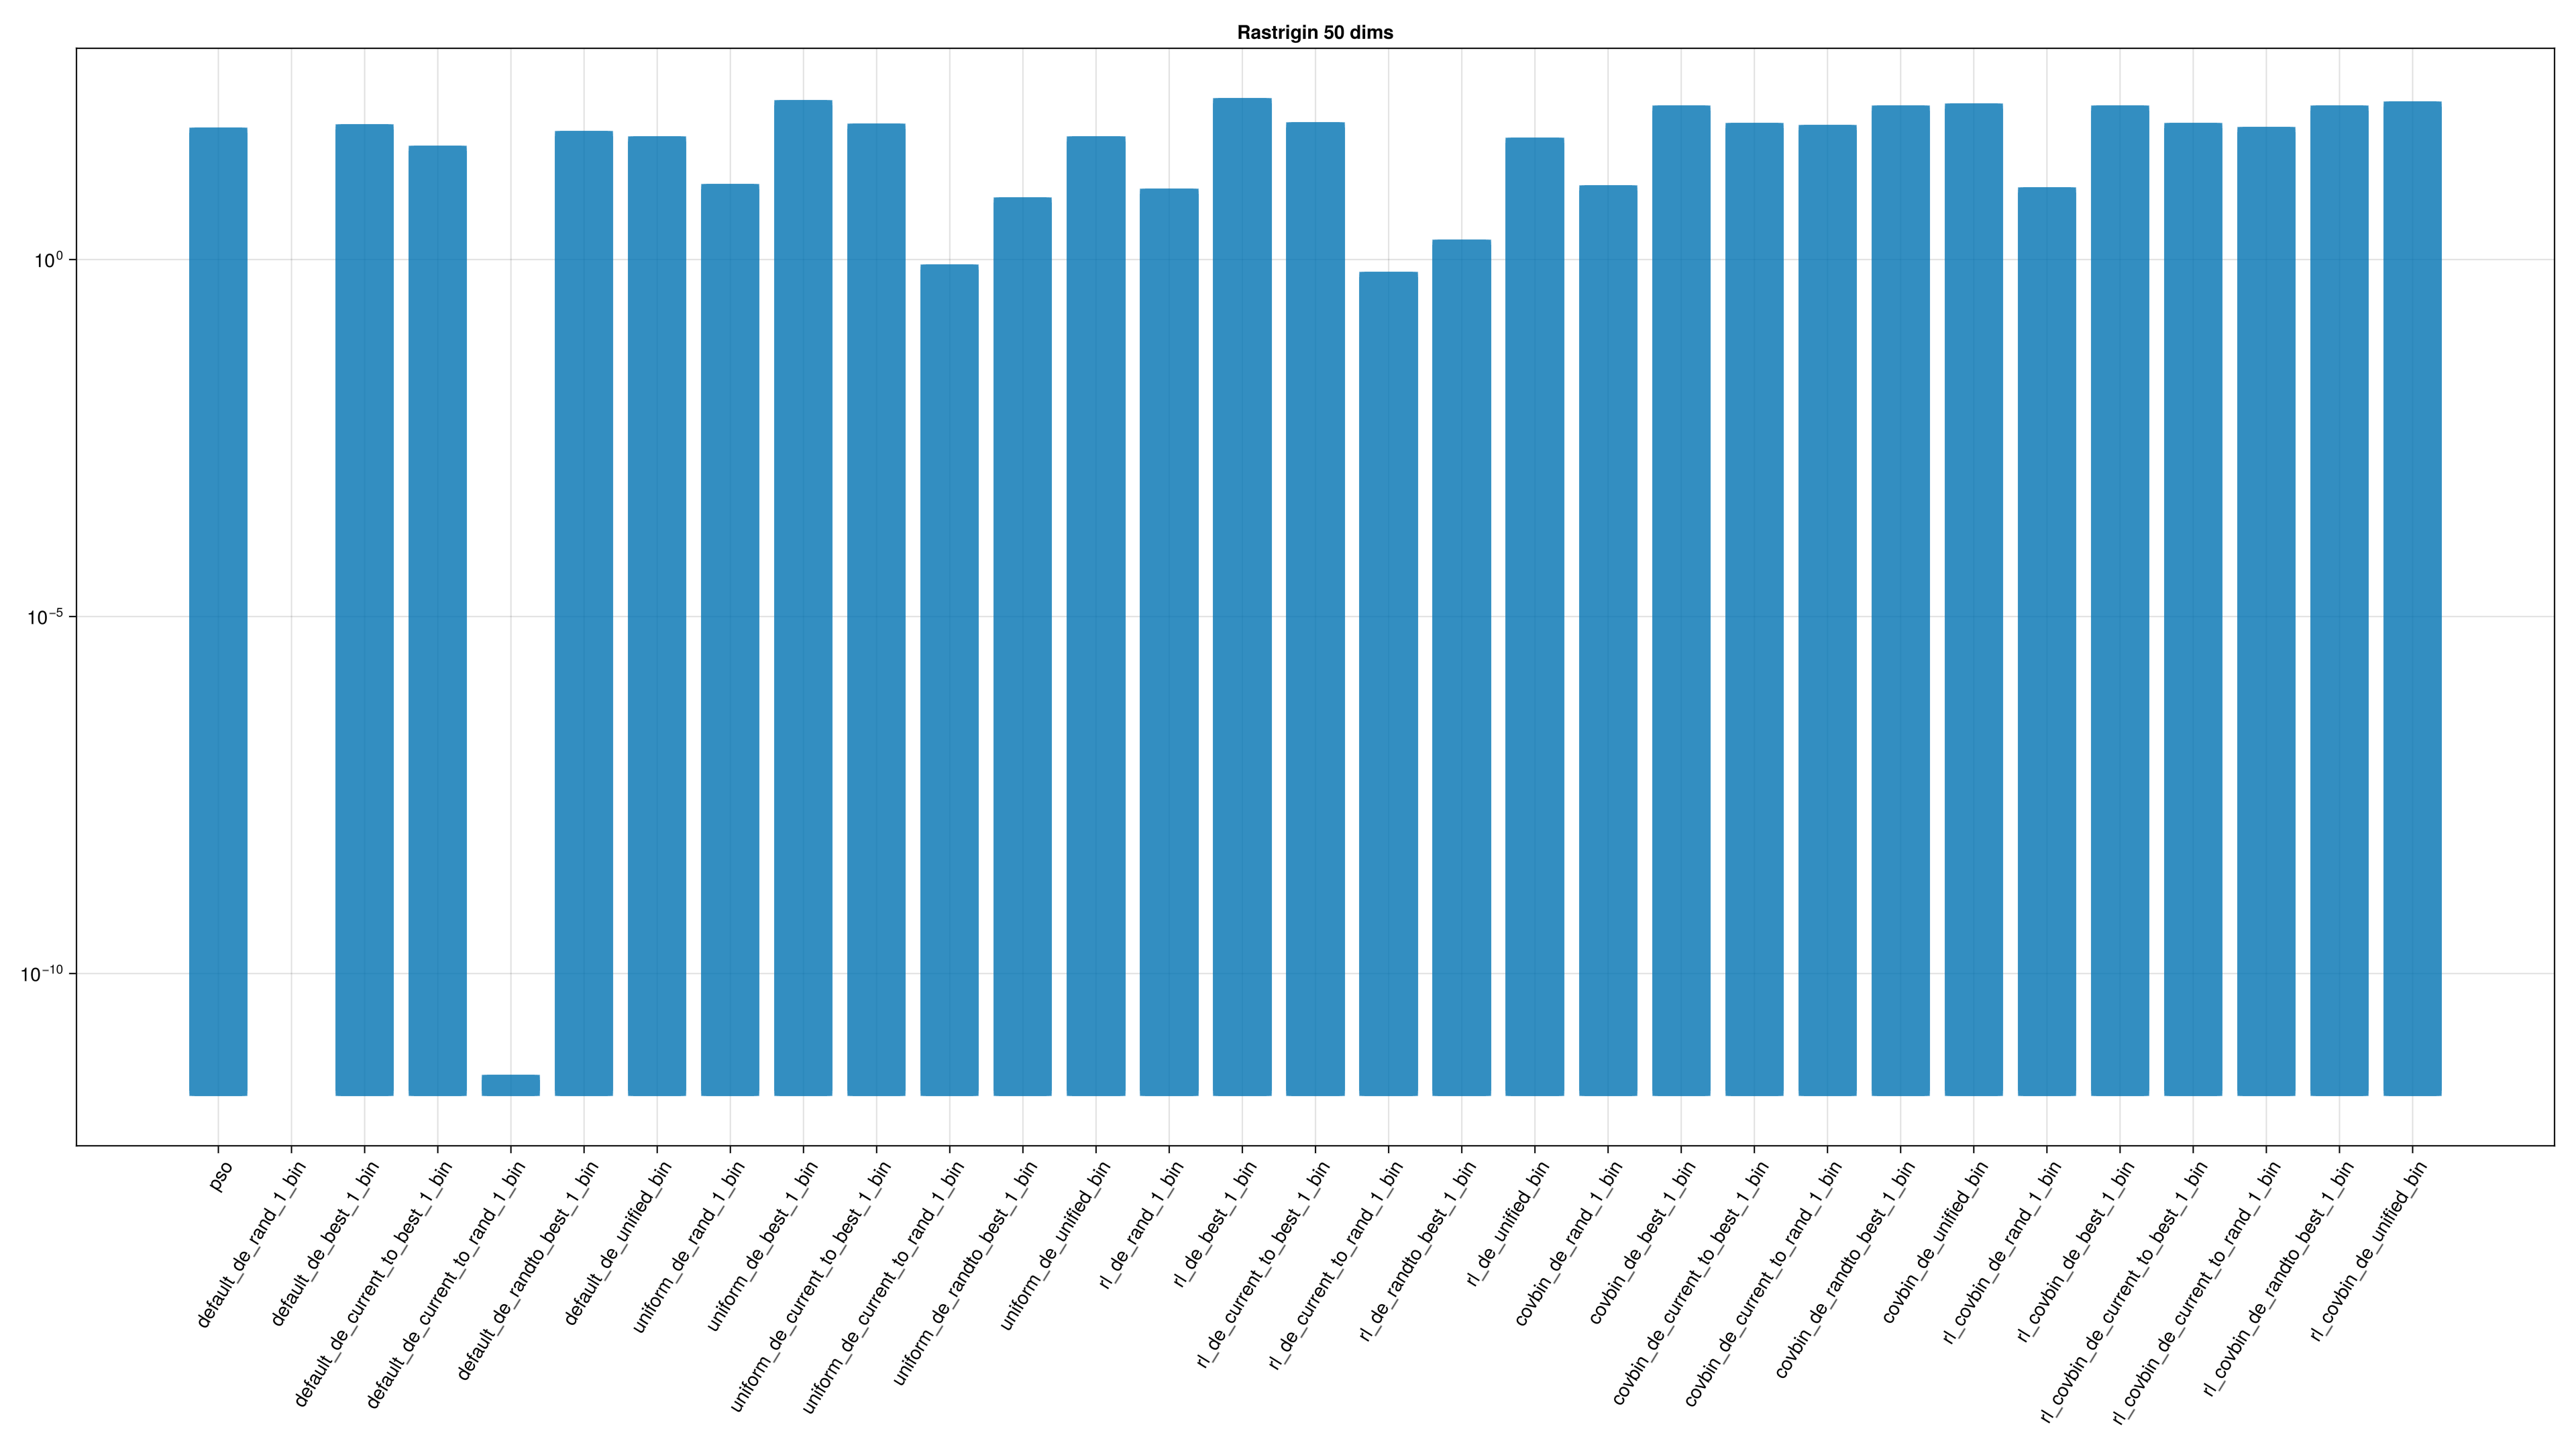 Rastrigin 50 dims
10⁰
10⁻⁵
10⁻¹⁰
pso
default_de_rand_1_bin
default_de_best_1_bin
default_de_current_to_best_1_bin
default_de_current_to_rand_1_bin
default_de_randto_best_1_bin
default_de_unified_bin
uniform_de_rand_1_bin
uniform_de_best_1_bin
uniform_de_current_to_best_1_bin
uniform_de_current_to_rand_1_bin
uniform_de_randto_best_1_bin
uniform_de_unified_bin
rl_de_rand_1_bin
rl_de_best_1_bin
rl_de_current_to_best_1_bin
rl_de_current_to_rand_1_bin
rl_de_randto_best_1_bin
rl_de_unified_bin
covbin_de_rand_1_bin
covbin_de_best_1_bin
covbin_de_current_to_best_1_bin
covbin_de_current_to_rand_1_bin
covbin_de_randto_best_1_bin
covbin_de_unified_bin
rl_covbin_de_rand_1_bin
rl_covbin_de_best_1_bin
rl_covbin_de_current_to_best_1_bin
rl_covbin_de_current_to_rand_1_bin
rl_covbin_de_randto_best_1_bin
rl_covbin_de_unified_bin